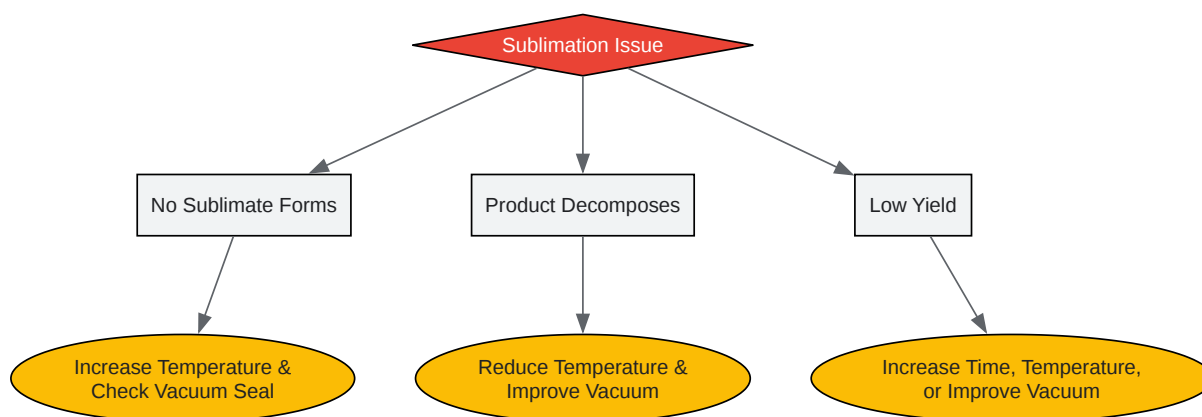 Sublimation Issue
No Sublimate Forms
Product Decomposes
Low Yield
Increase Temperature &
Check Vacuum Seal
Reduce Temperature &
Improve Vacuum
Increase Time, Temperature,
or Improve Vacuum